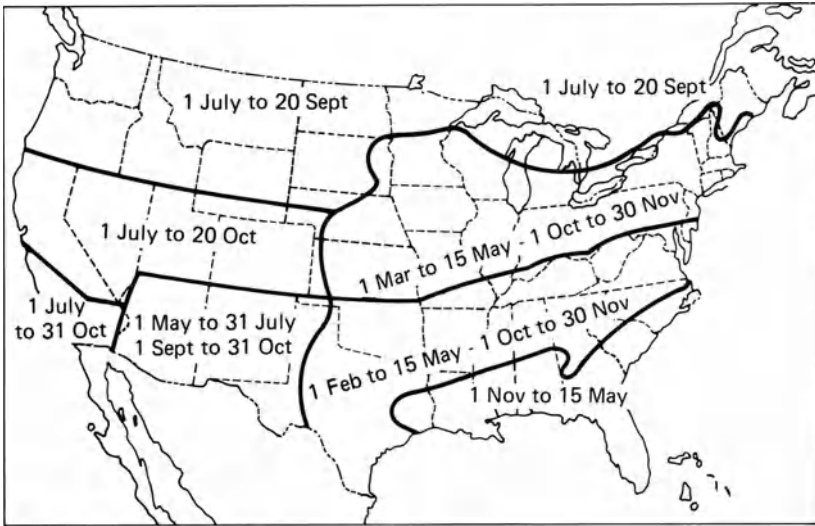 1 July to 20 Sept
1 July to 20 Sept
1 July to 20 Oct
1 Mar to 15 May - 1 Oct to 30 Nov
1 July
to 31 Oct
1 May to 31 July
1 Sept to 31 Oct
1 Feb to 15 May - 1 Oct to 30 Nov
1 Nov to 15 May